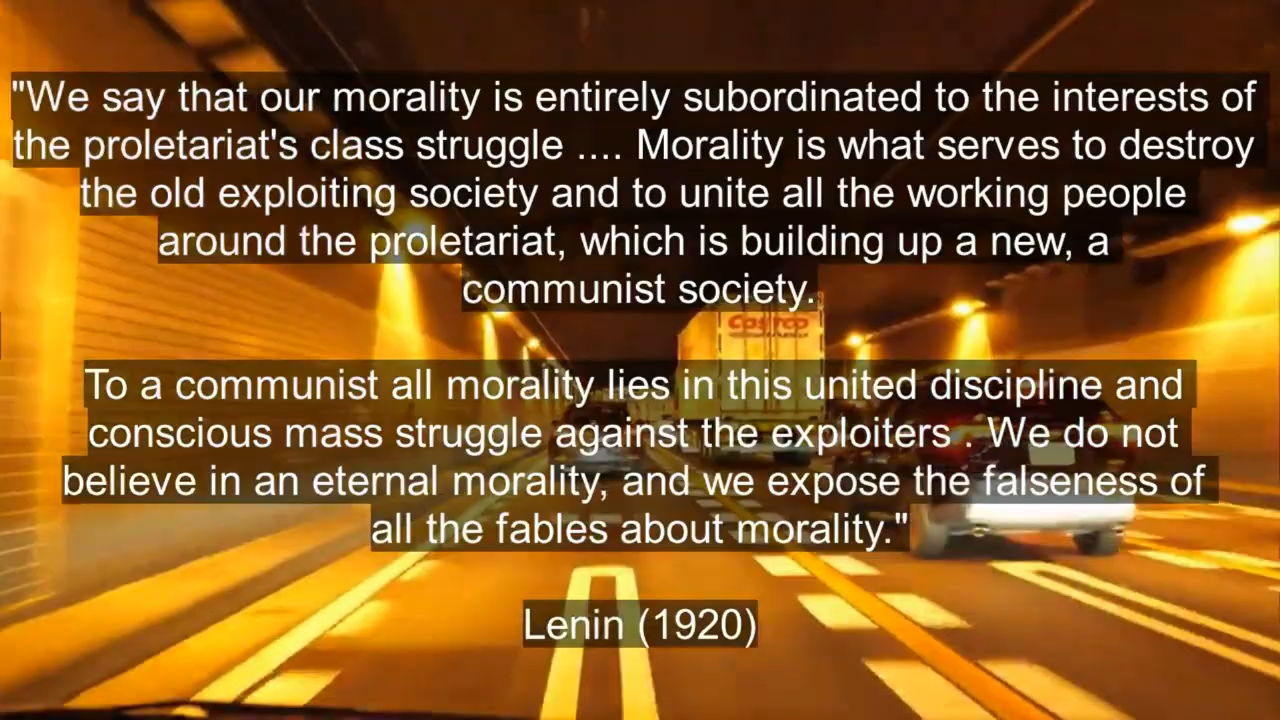 "We say that our morality is entirely subordinated to the interests of
the proletariat's class struggle .... Morality is what serves to destroy
the old exploiting society and to unite all the working people
around the proletariat, which is building up a new, a
communist society.
To a communist all morality lies in this united discipline and
conscious mass struggle against the exploiters . We do not
believe in an eternal morality, and we expose the falseness of
all the fables about morality."
Lenin (1920)
Costco